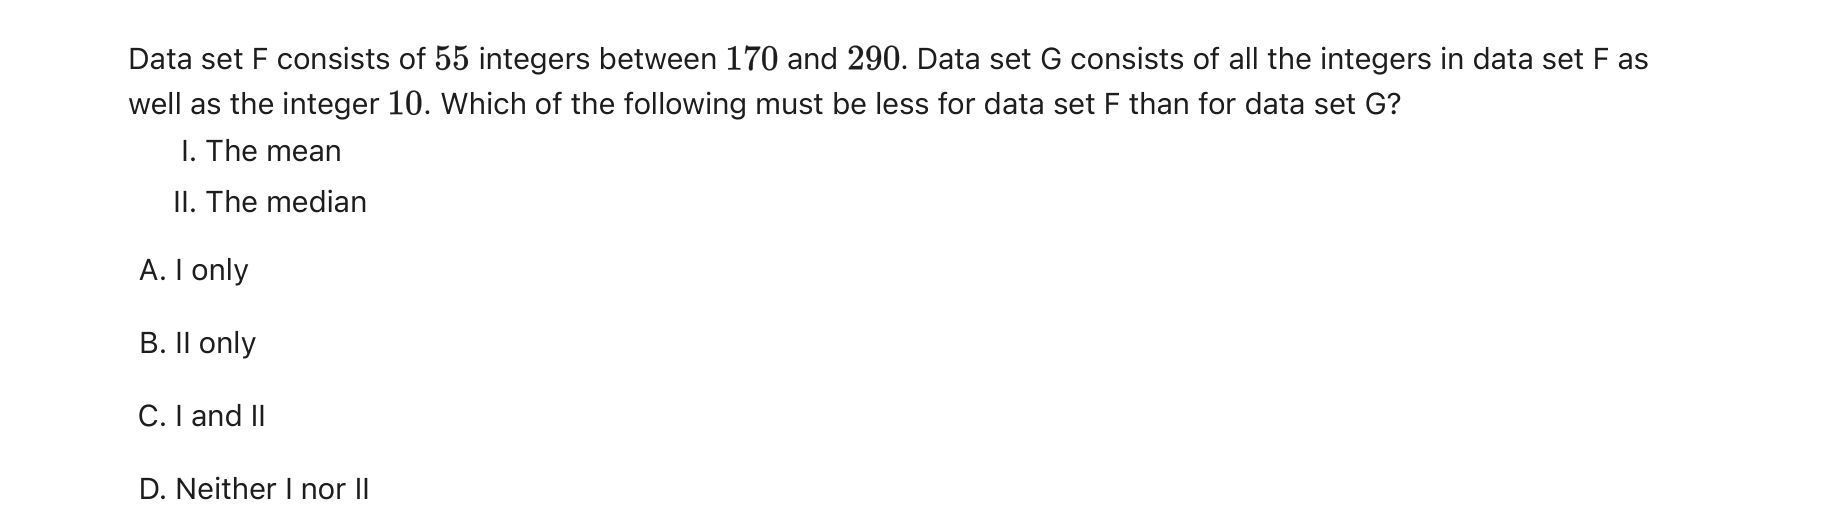 Data set F consists of 55 integers between 170 and 290. Data set G consists of all the integers in data set F as
well as the integer 10. Which of the following must be less for data set F than for data set G?
I. The mean
II. The median
A. I only
B. II only
C. I and II
D. Neither I nor II